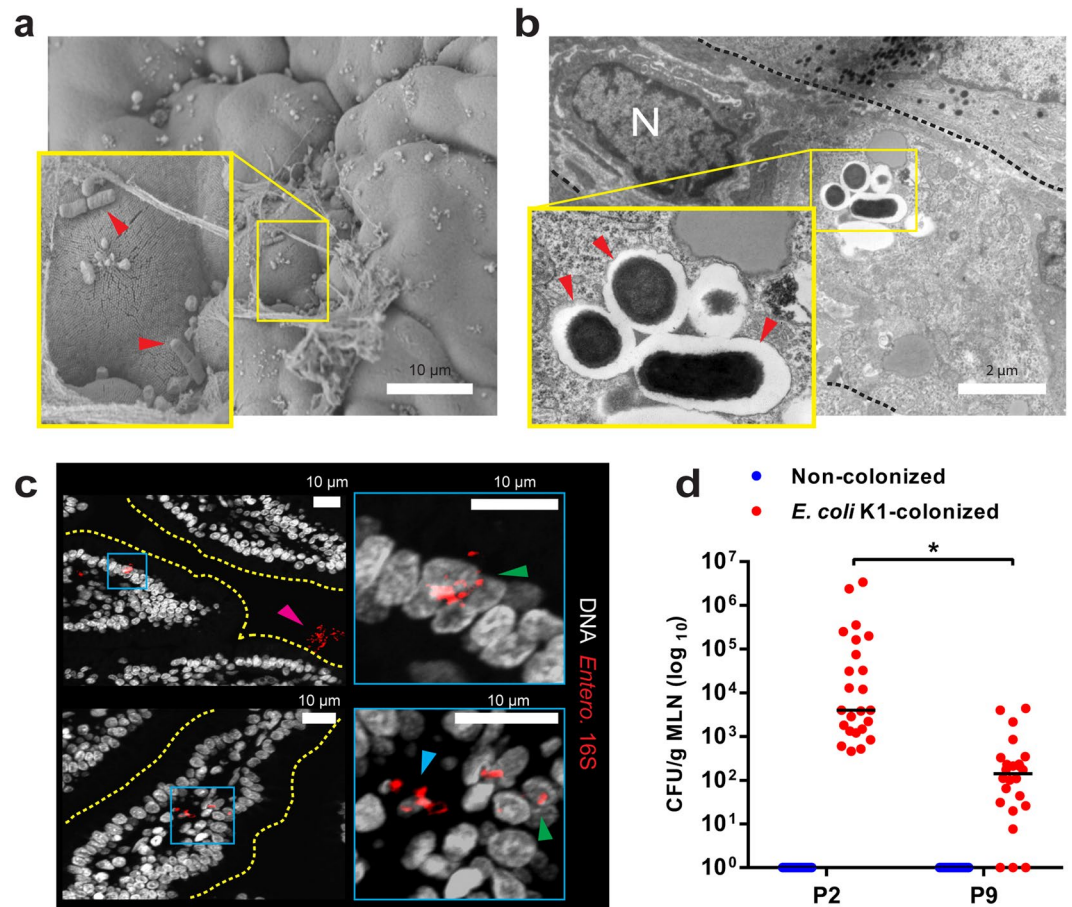 a
10 µm
b
N
2 µm
c
10 µm
10 µm
10 µm
10 µm
DNA Entero. 16S
d
Non-colonized
E. coli K1-colonized
*
CFU/g MLN (log 10)
10⁷
10⁶
10⁵
10⁴
10³
10²
10¹
10⁰
P2 P9